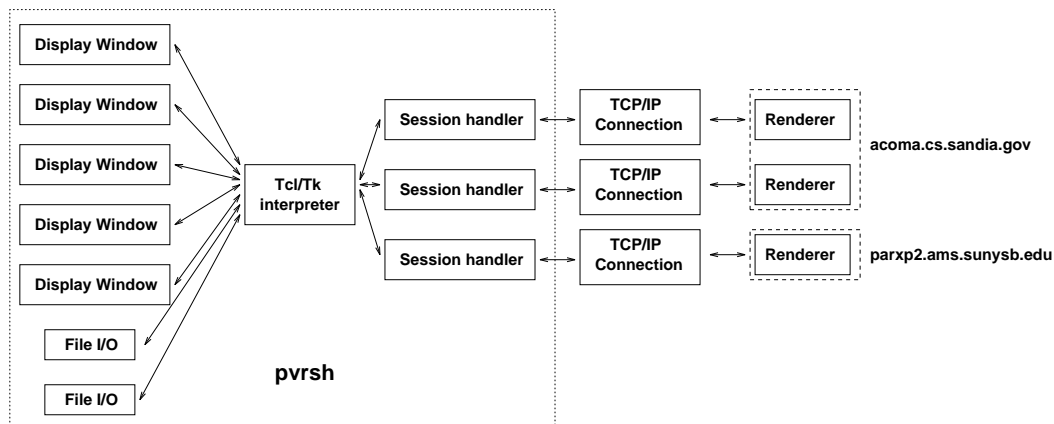 Display Window
Display Window
Display Window
Display Window
Display Window
File I/O
File I/O
Tcl/Tk
interpreter
pvrsh
Session handler
Session handler
Session handler
TCP/IP
Connection
TCP/IP
Connection
TCP/IP
Connection
Renderer
Renderer
Renderer
acoma.cs.sandia.gov
parxp2.ams.sunysb.edu